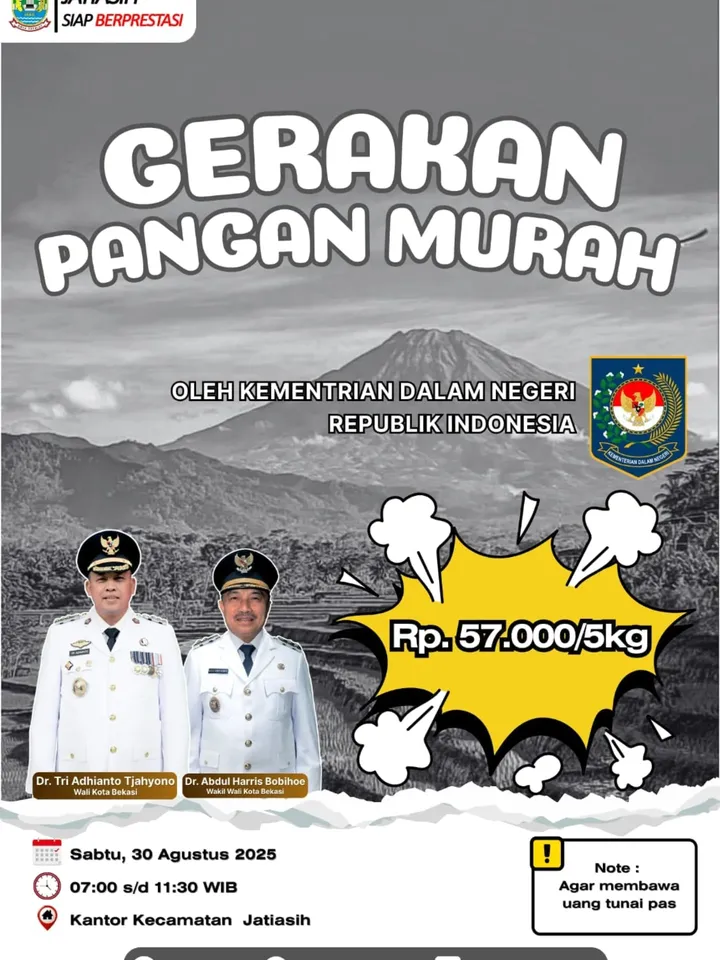 SIAP BERPRESTASI
GERAKAN
PANGAN MURAH
OLEH KEMENTRIAN DALAM NEGERI
REPUBLIK INDONESIA
KEMENTERIAN DALAM NEGERI
Rp. 57.000/5kg
Dr. Tri Adhianto Tjahyono
Wali Kota Bekasi
Dr. Abdul Harris Bobihoe
Wakil Wali Kota Bekasi
Sabtu, 30 Agustus 2025
07:00 s/d 11:30 WIB
Kantor Kecamatan Jatiasih
Note :
Agar membawa
uang tunai pas